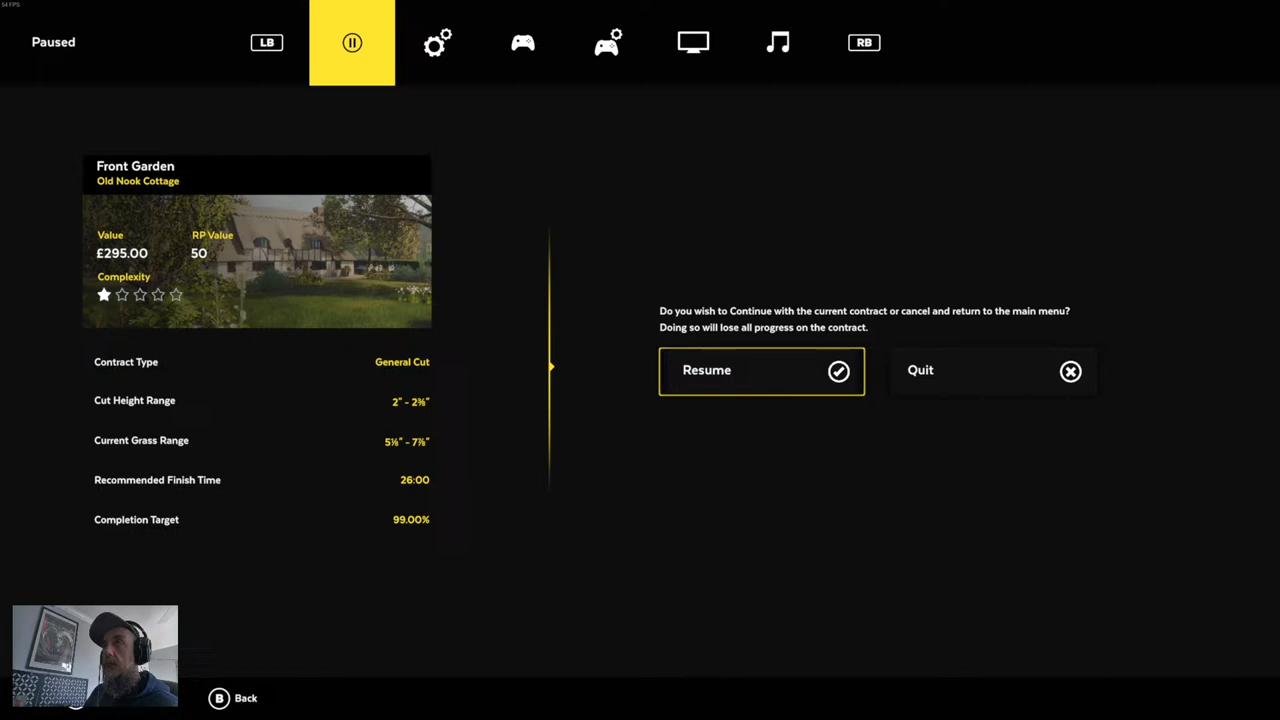 54 FPS
Paused
LB
RB
Front Garden
Old Nook Cottage
Value
RP Value
£295.00
50
Complexity
Contract Type
General Cut
Cut Height Range
2" - 2⅜"
Current Grass Range
5⅛" - 7⅞"
Recommended Finish Time
26:00
Completion Target
99.00%
Do you wish to Continue with the current contract or cancel and return to the main menu?
Doing so will lose all progress on the contract.
Resume
Quit
B Back